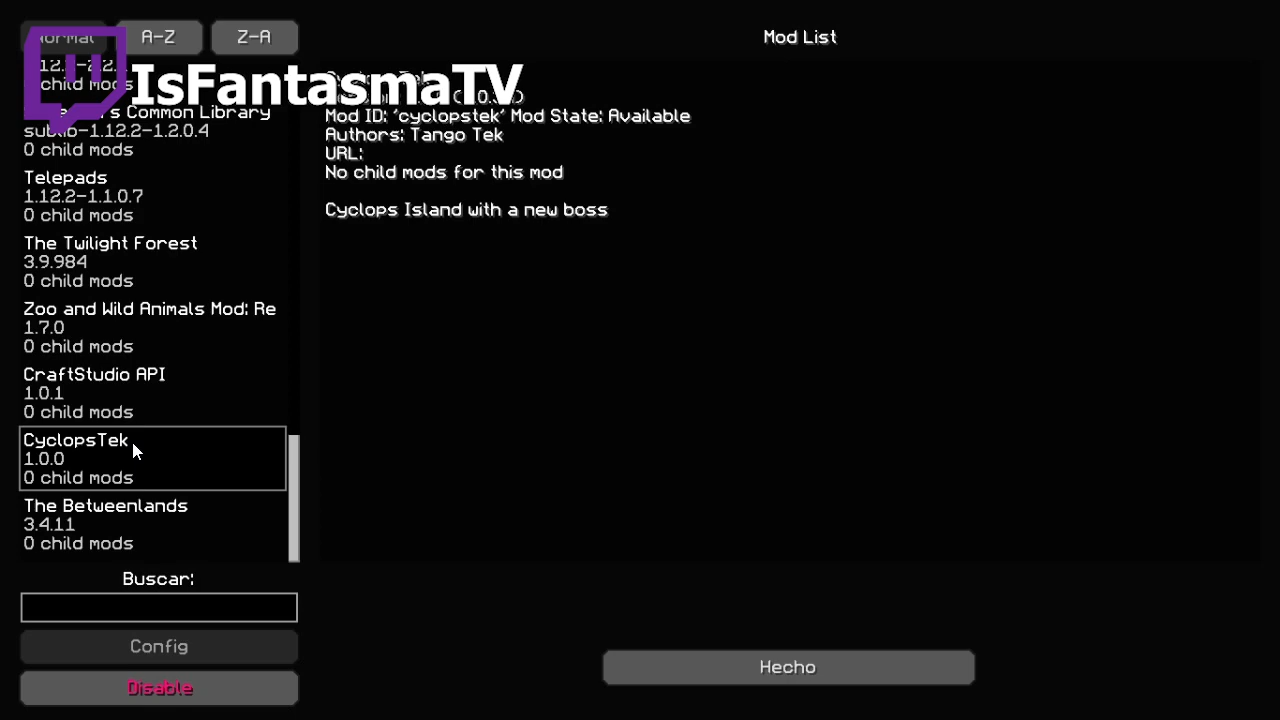 Normal
A-Z
Z-A
Mod List
IsFantasmaTV
child mods
Common Library
sublib-1.12.2-1.2.0.4
0 child mods
Telepads
1.12.2-1.1.0.7
0 child mods
The Twilight Forest
3.9.984
0 child mods
Zoo and Wild Animals Mod: Re
1.7.0
0 child mods
CraftStudio API
1.0.1
0 child mods
CyclopsTek
1.0.0
0 child mods
The Betweenlands
3.4.11
0 child mods
Buscar:
Config
Disable
Mod ID: 'cyclopstek' Mod State: Available
Authors: Tango Tek
URL:
No child mods for this mod
Cyclops Island with a new boss
Hecho